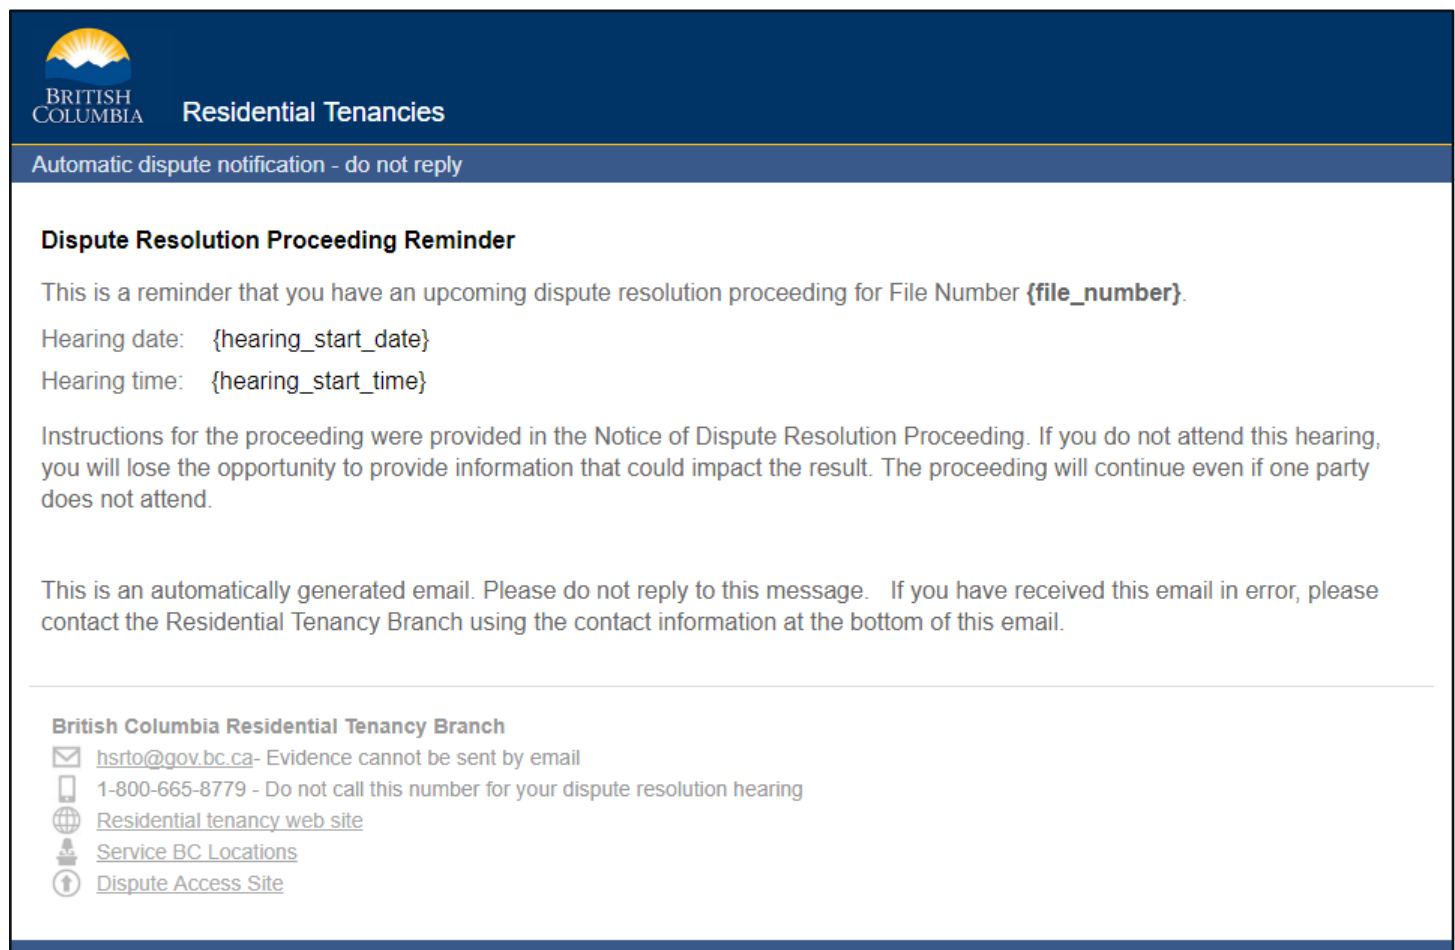 BRITISH
COLUMBIA
Residential Tenancies
Automatic dispute notification - do not reply
Dispute Resolution Proceeding Reminder
This is a reminder that you have an upcoming dispute resolution proceeding for File Number {file_number}.
Hearing date: {hearing_start_date}
Hearing time: {hearing_start_time}
Instructions for the proceeding were provided in the Notice of Dispute Resolution Proceeding. If you do not attend this hearing,
you will lose the opportunity to provide information that could impact the result. The proceeding will continue even if one party
does not attend.
This is an automatically generated email. Please do not reply to this message.   If you have received this email in error, please
contact the Residential Tenancy Branch using the contact information at the bottom of this email.
British Columbia Residential Tenancy Branch
hsrto@gov.bc.ca- Evidence cannot be sent by email
1-800-665-8779 - Do not call this number for your dispute resolution hearing
Residential tenancy web site
Service BC Locations
Dispute Access Site